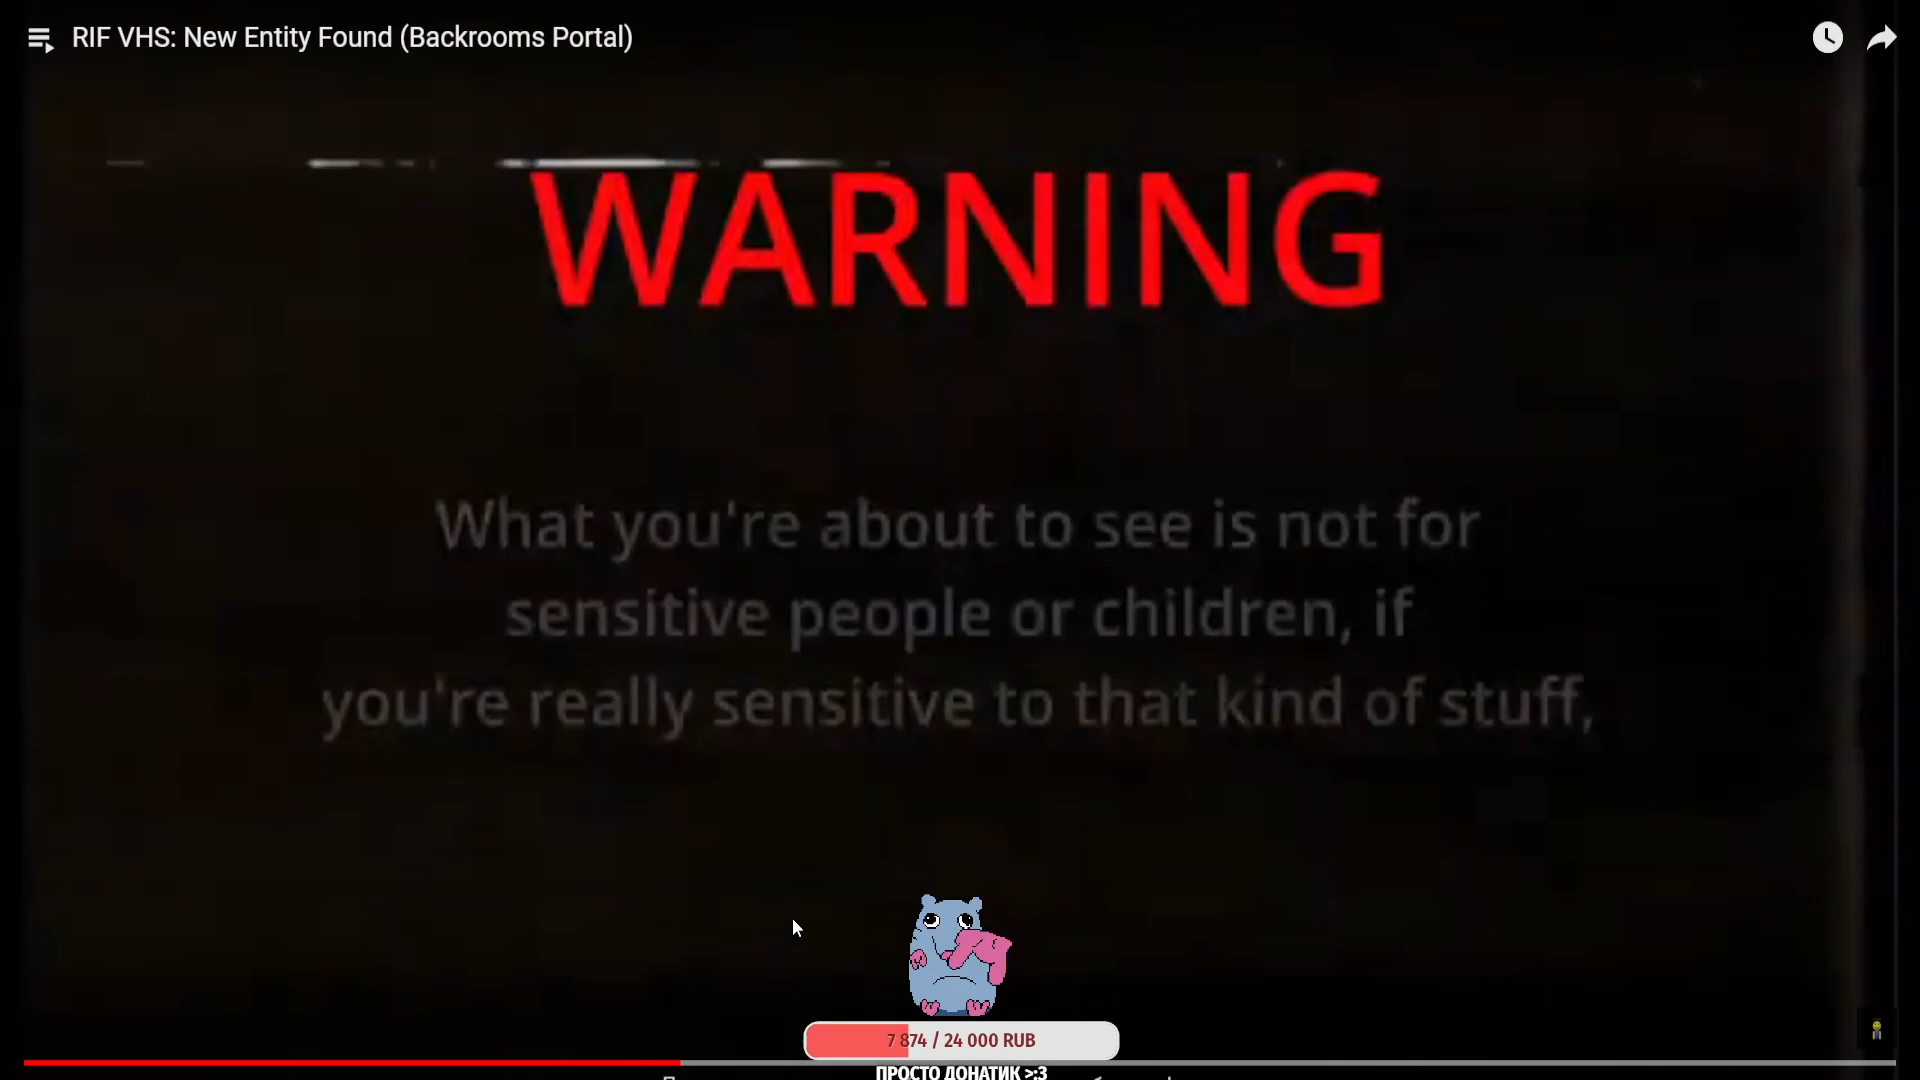 RIF VHS: New Entity Found (Backrooms Portal)
WARNING
What you're about to see is not for
sensitive people or children, if
you're really sensitive to that kind of stuff,
7 874 / 24 000 RUB
ПРОСТО ДОНАТИК >:3